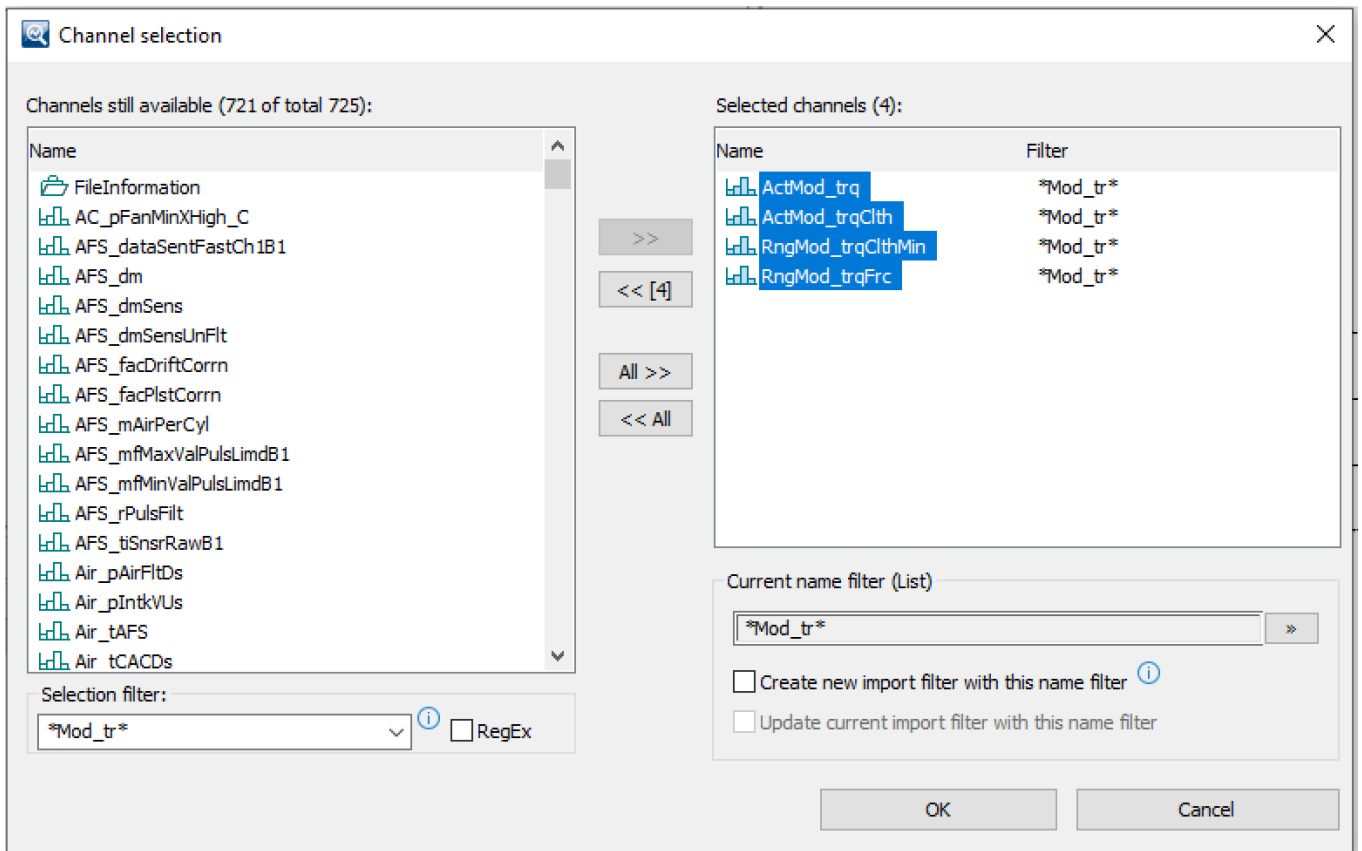 Channel selection
Channels still available (721 of total 725):
Name
FileInformation
AC_pFanMinXHigh_C
AFS_dataSentFastCh1B1
AFS_dm
AFS_dmSens
AFS_dmSensUnFlt
AFS_facDriftCorrn
AFS_facPlstCorrn
AFS_mAirPerCyl
AFS_mfMaxValPulsLimdB1
AFS_mfMinValPulsLimdB1
AFS_rPulsFilt
AFS_tiSnsrRawB1
Air_pAirFltDs
Air_pIntkVUs
Air_tAFS
Air_tCACDs
Selection filter:
*Mod_tr*
RegEx
>>
<< [4]
All >>
<< All
Selected channels (4):
Name Filter
ActMod_trq *Mod_tr*
ActMod_trqClth *Mod_tr*
RngMod_trqClthMin *Mod_tr*
RngMod_trqFrc *Mod_tr*
Current name filter (List)
*Mod_tr* »
Create new import filter with this name filter
Update current import filter with this name filter
OK Cancel